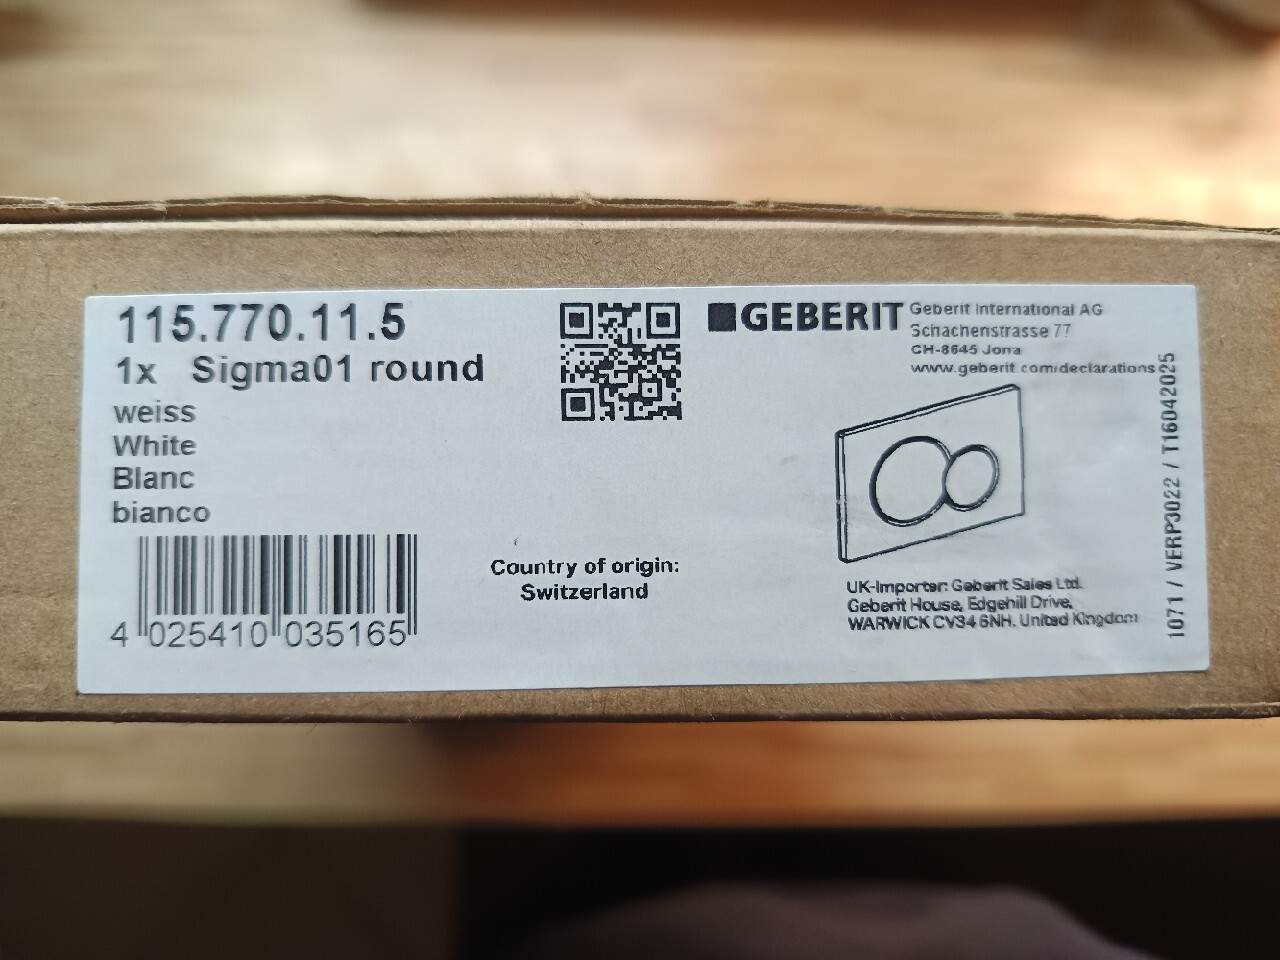 115.770.11.5
1x Sigma01 round
weiss
White
Blanc
bianco
4 025410 035165
Country of origin:
Switzerland
GEBERIT
Geberit International AG
Schachenstrasse 77
CH-8645 Jona
www.geberit.com/declarations
UK-Importer: Geberit Sales Ltd.
Geberit House, Edgehill Drive,
WARWICK CV34 6NH. United Kingdom
1071 / VERP3022 / T16042025